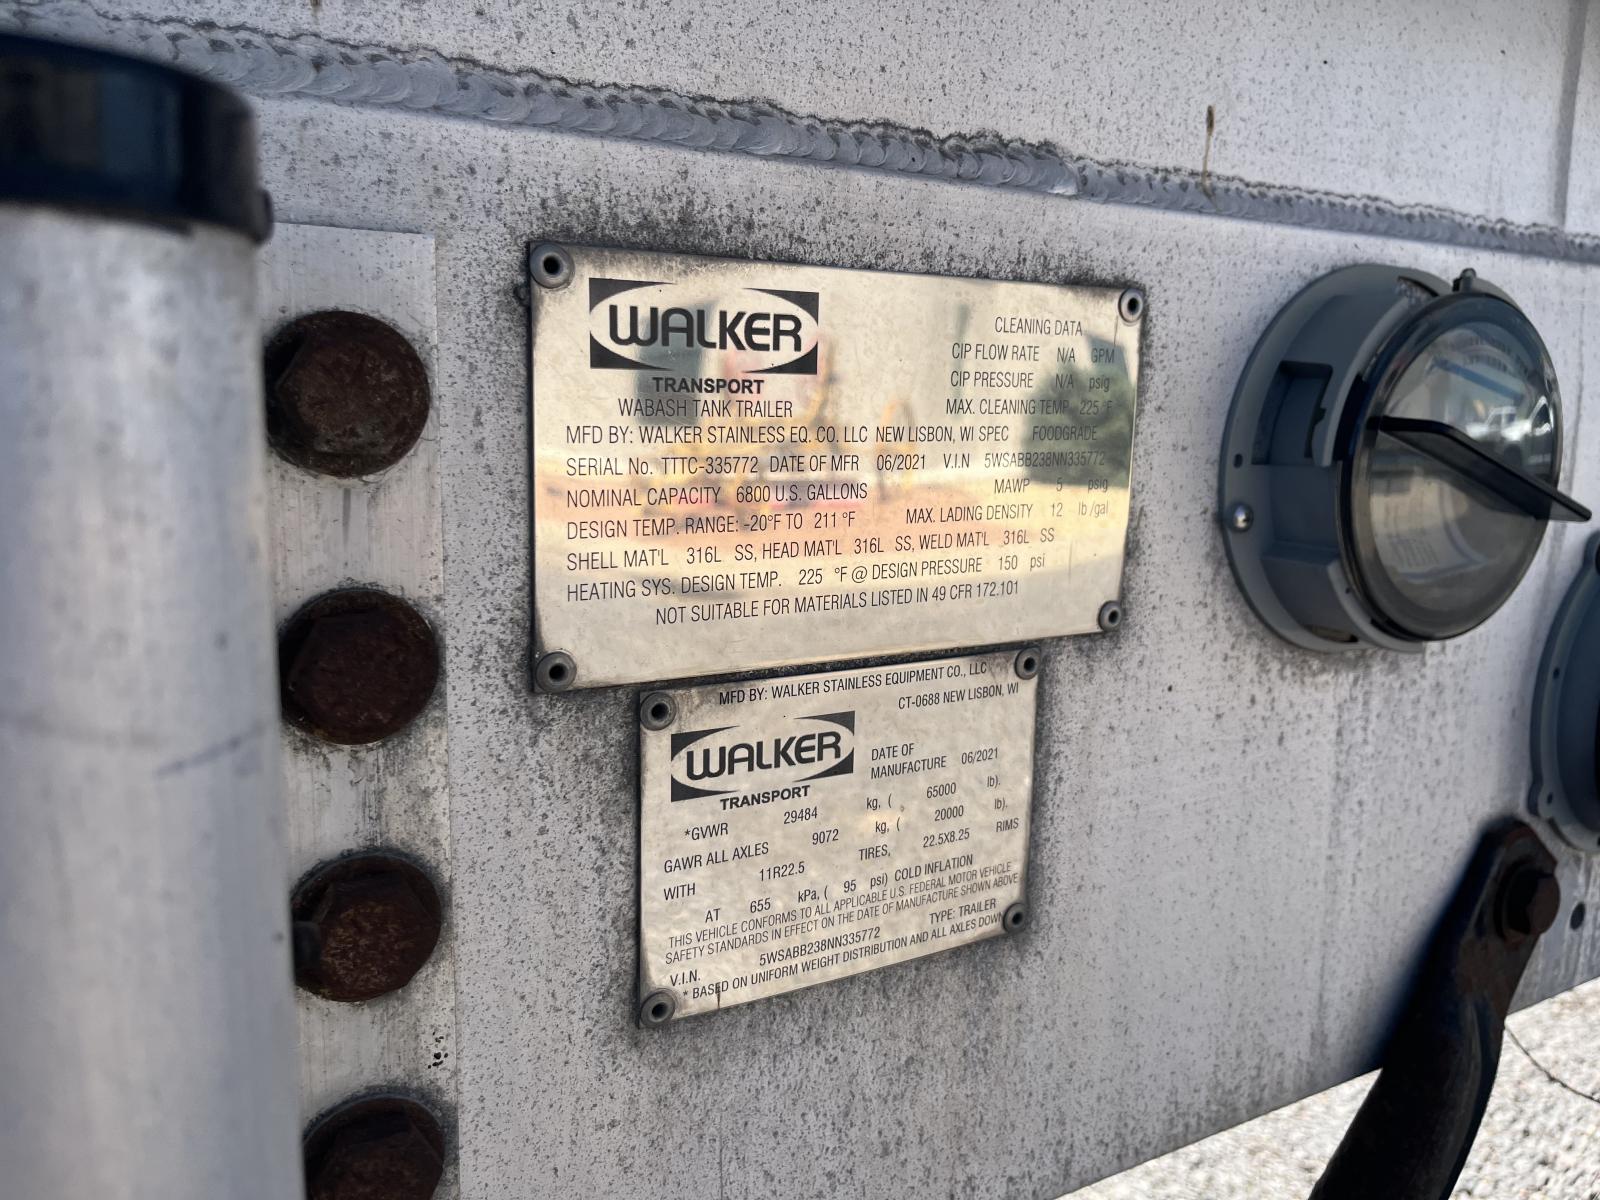 WALKER
TRANSPORT
WABASH TANK TRAILER
CLEANING DATA
CIP FLOW RATE N/A GPM
CIP PRESSURE N/A psig
MAX. CLEANING TEMP. 225 °F
MFD BY: WALKER STAINLESS EQ. CO. LLC NEW LISBON, WI SPEC FOODGRADE
SERIAL No. TTTC-335772 DATE OF MFR 06/2021 V.I.N 5WSABB238NN335772
NOMINAL CAPACITY 6800 U.S. GALLONS MAWP 5 psig
DESIGN TEMP. RANGE: -20°F TO 211 °F MAX. LADING DENSITY 12 lb/gal
SHELL MAT'L 316L SS, HEAD MAT'L 316L SS, WELD MAT'L 316L SS
HEATING SYS. DESIGN TEMP. 225 °F @ DESIGN PRESSURE 150 psi
NOT SUITABLE FOR MATERIALS LISTED IN 49 CFR 172.101
MFD BY: WALKER STAINLESS EQUIPMENT CO., LLC
CT-0688 NEW LISBON, WI
WALKER
TRANSPORT
DATE OF
MANUFACTURE 06/2021
*GVWR 29484 kg, ( 65000 lb).
GAWR ALL AXLES 9072 kg, ( 20000 lb).
WITH 11R22.5 TIRES, 22.5X8.25 RIMS
AT 655 kPa, ( 95 psi) COLD INFLATION
THIS VEHICLE CONFORMS TO ALL APPLICABLE U.S. FEDERAL MOTOR VEHICLE
SAFETY STANDARDS IN EFFECT ON THE DATE OF MANUFACTURE SHOWN ABOVE
V.I.N. 5WSABB238NN335772 TYPE: TRAILER
* BASED ON UNIFORM WEIGHT DISTRIBUTION AND ALL AXLES DOWN